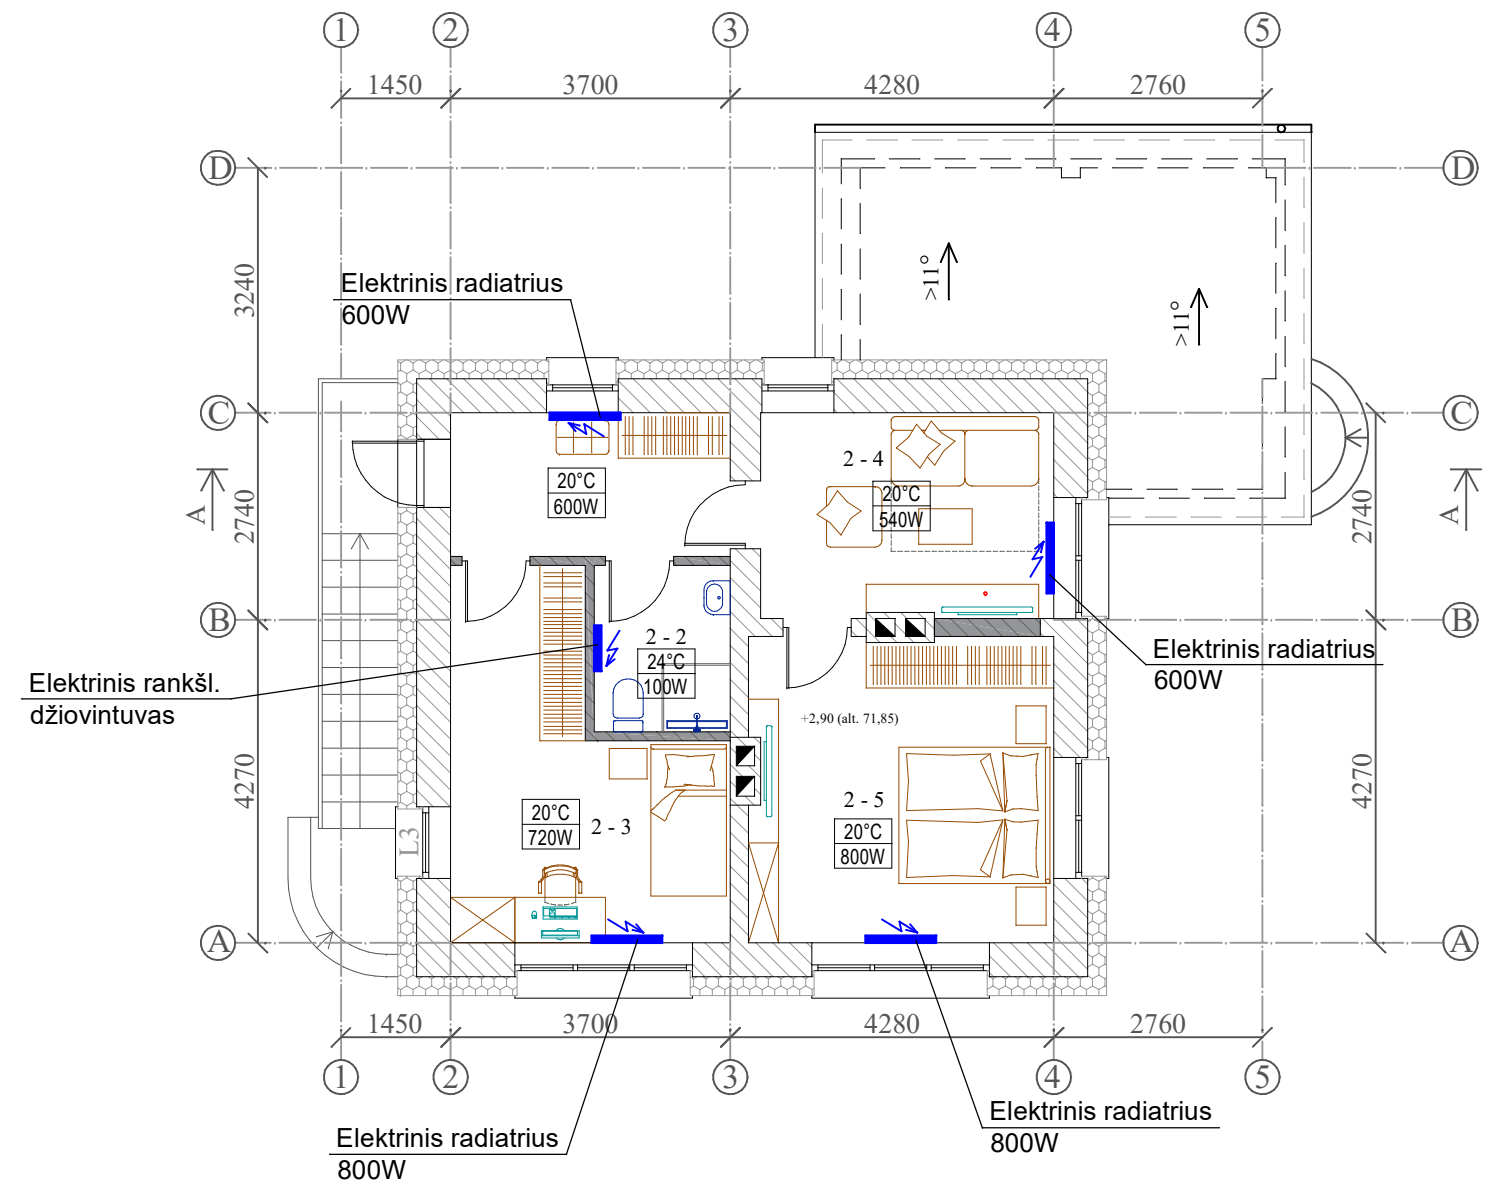 1 2 3 4 5
1450 3700 4280 2760
D D
3240
Elektrinis radiatrius
600W
>11°
>11°
C C
2 - 4
20°C
600W
20°C
540W
A 2740 2740 A
B B
2 - 2
24°C
100W
Elektrinis radiatrius
600W
Elektrinis rankšl.
džiovintuvas
+2,90 (alt. 71,85)
4270 4270
2 - 5
20°C
720W
2 - 3
20°C
800W
L3
A A
1450 3700 4280 2760
1 2 3 4 5
Elektrinis radiatrius
800W
Elektrinis radiatrius
800W